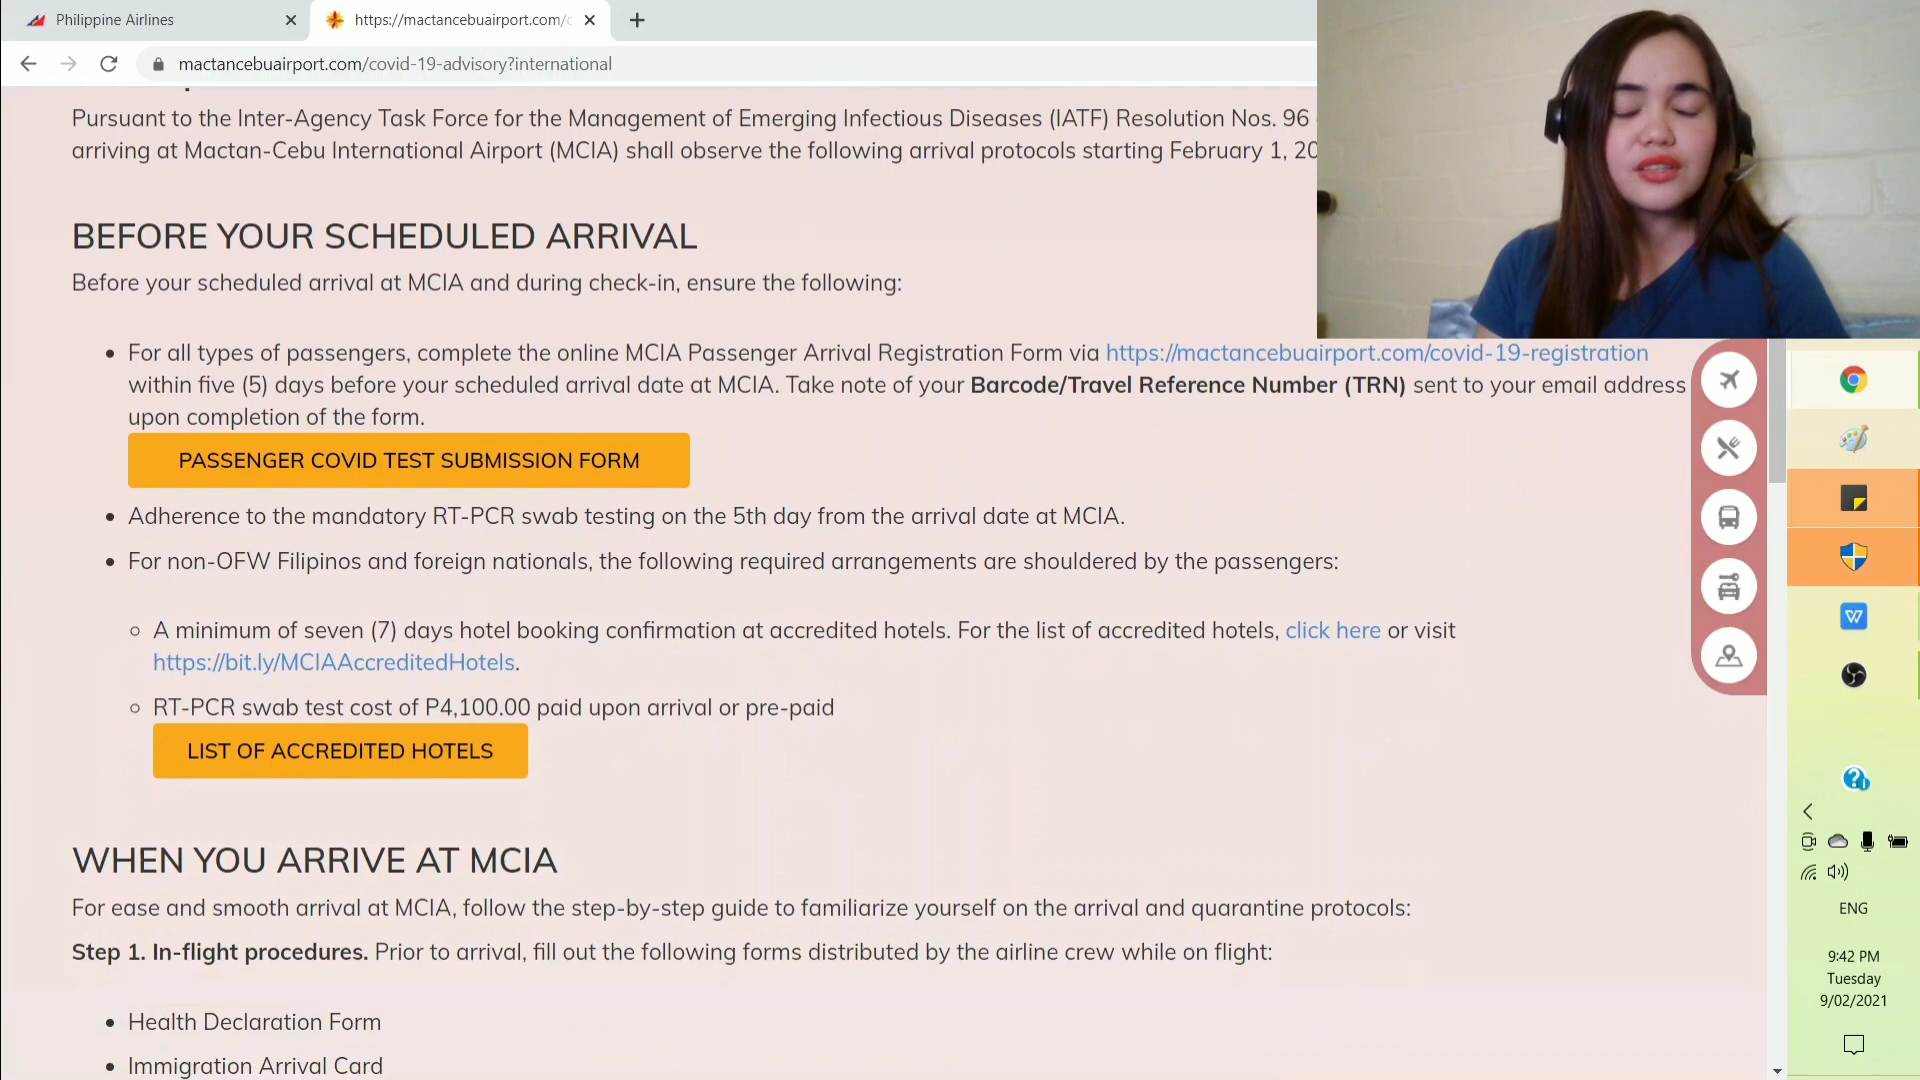 Philippine Airlines
https://mactancebuairport.com/c
mactancebuairport.com/covid-19-advisory?international
Pursuant to the Inter-Agency Task Force for the Management of Emerging Infectious Diseases (IATF) Resolution Nos. 96
arriving at Mactan-Cebu International Airport (MCIA) shall observe the following arrival protocols starting February 1, 20
BEFORE YOUR SCHEDULED ARRIVAL
Before your scheduled arrival at MCIA and during check-in, ensure the following:
For all types of passengers, complete the online MCIA Passenger Arrival Registration Form via https://mactancebuairport.com/covid-19-registration
within five (5) days before your scheduled arrival date at MCIA. Take note of your Barcode/Travel Reference Number (TRN) sent to your email address
upon completion of the form.
PASSENGER COVID TEST SUBMISSION FORM
Adherence to the mandatory RT-PCR swab testing on the 5th day from the arrival date at MCIA.
For non-OFW Filipinos and foreign nationals, the following required arrangements are shouldered by the passengers:
A minimum of seven (7) days hotel booking confirmation at accredited hotels. For the list of accredited hotels, click here or visit
https://bit.ly/MCIAAccreditedHotels.
RT-PCR swab test cost of P4,100.00 paid upon arrival or pre-paid
LIST OF ACCREDITED HOTELS
WHEN YOU ARRIVE AT MCIA
For ease and smooth arrival at MCIA, follow the step-by-step guide to familiarize yourself on the arrival and quarantine protocols:
Step 1. In-flight procedures. Prior to arrival, fill out the following forms distributed by the airline crew while on flight:
Health Declaration Form
Immigration Arrival Card
ENG
9:42 PM
Tuesday
9/02/2021